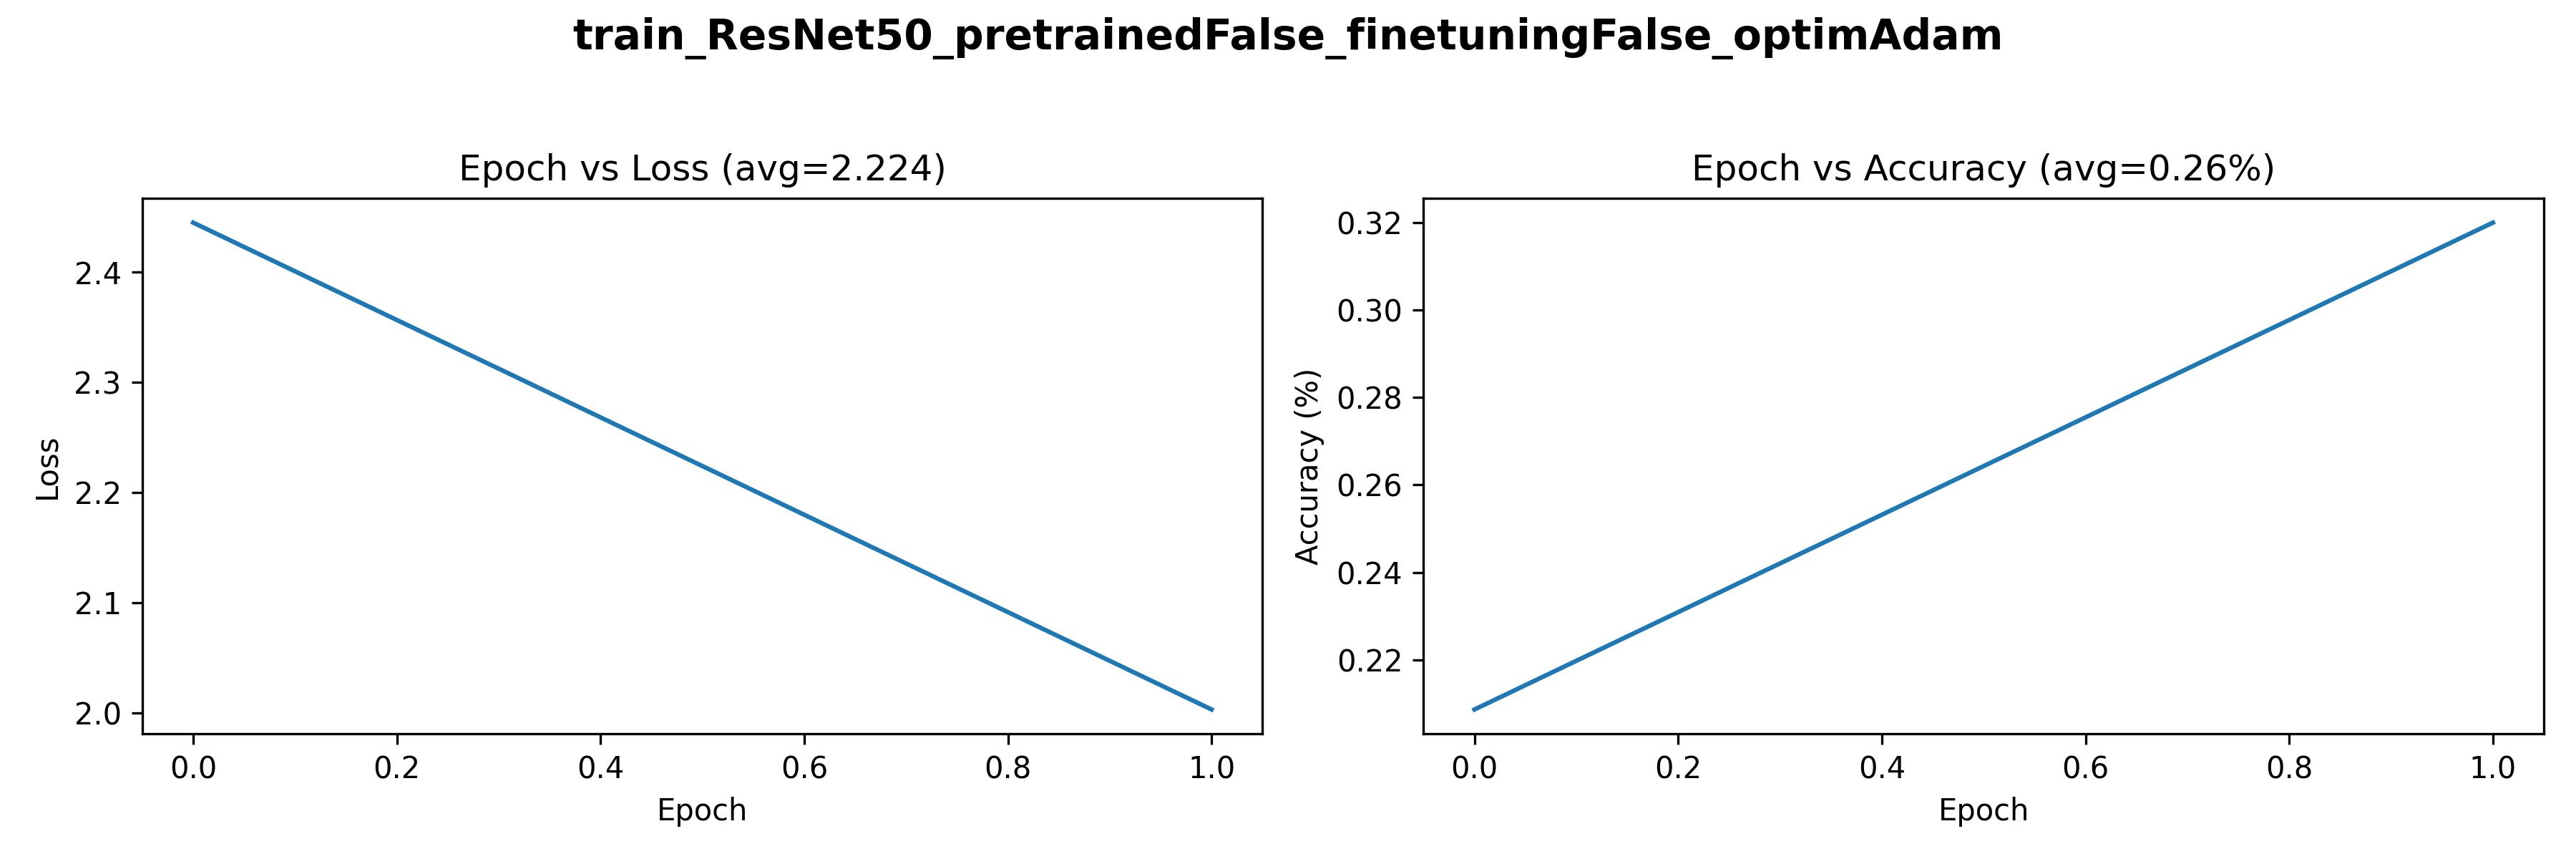 train_ResNet50_pretrainedFalse_finetuningFalse_optimAdam
Epoch vs Loss (avg=2.224)
Loss
2.4
2.3
2.2
2.1
2.0
0.0 0.2 0.4 0.6 0.8 1.0
Epoch
Epoch vs Accuracy (avg=0.26%)
Accuracy (%)
0.32
0.30
0.28
0.26
0.24
0.22
0.0 0.2 0.4 0.6 0.8 1.0
Epoch